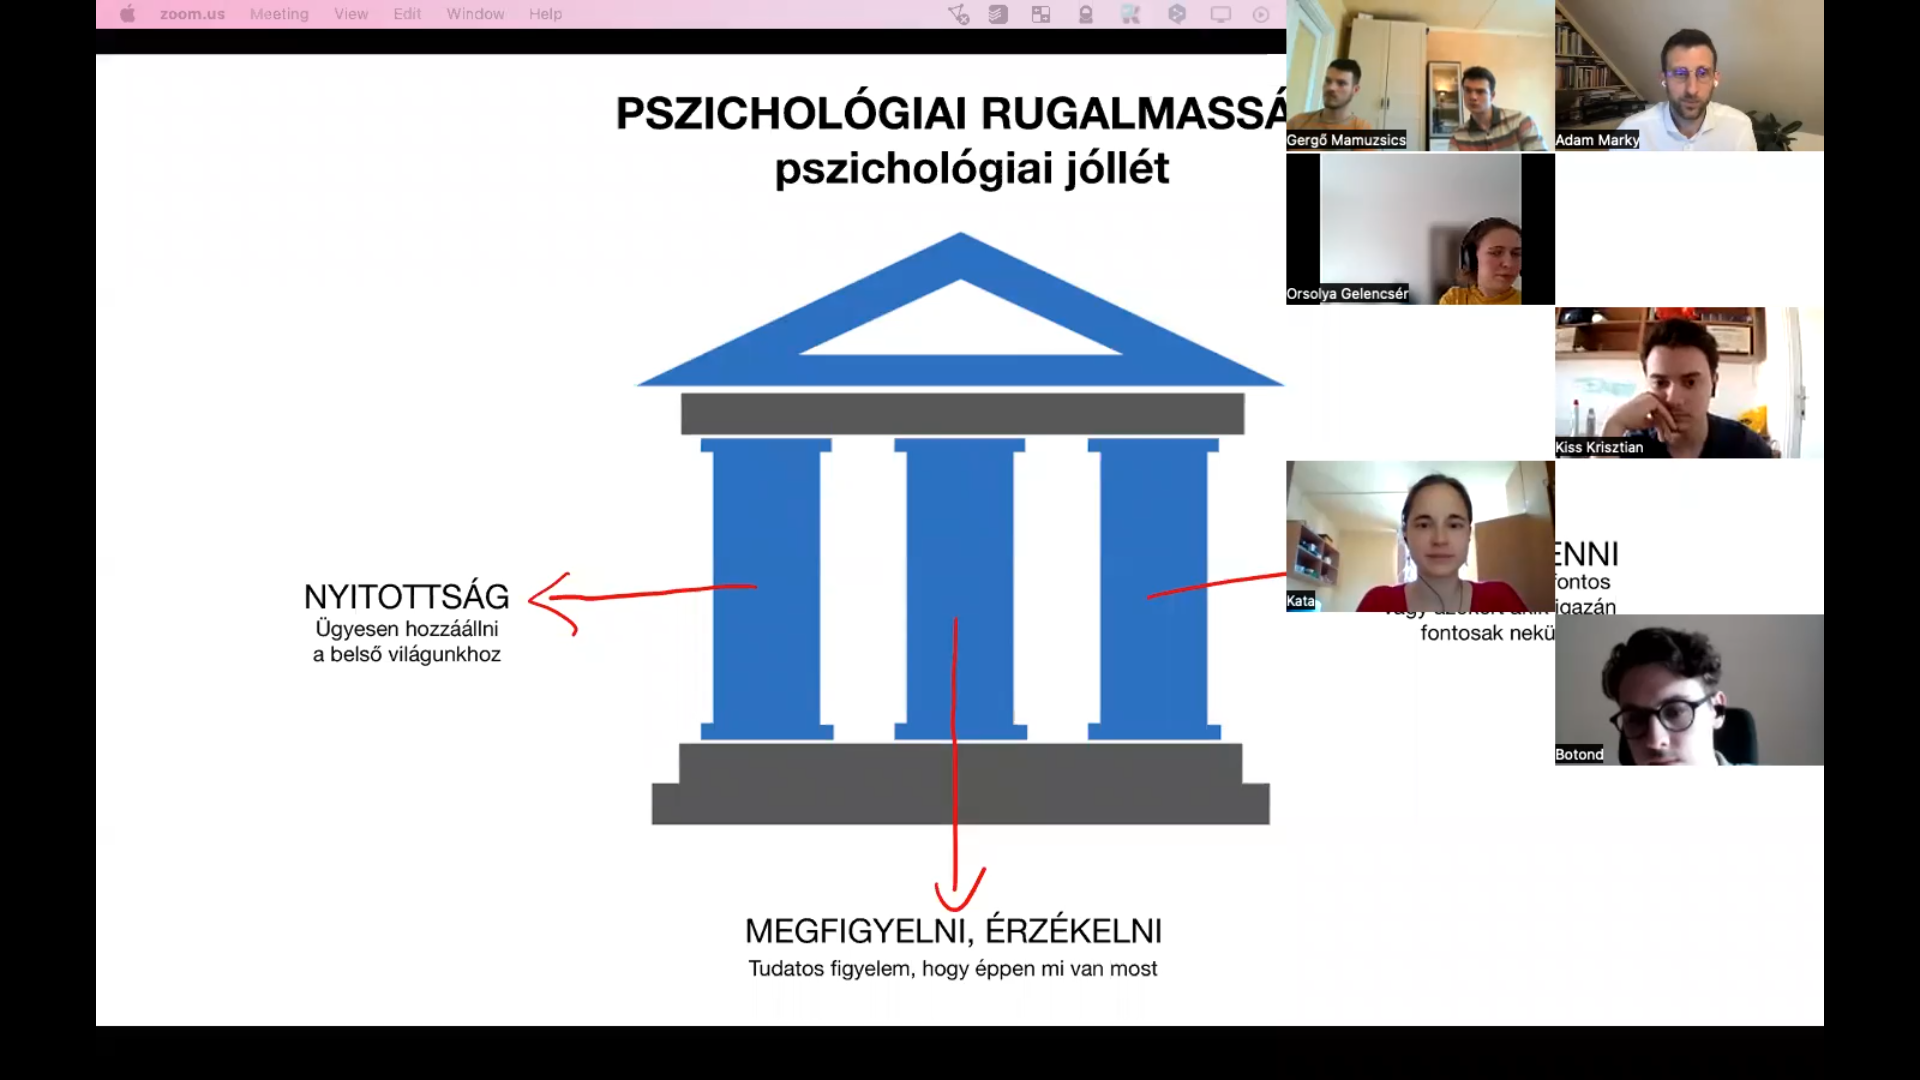 zoom.us Meeting View Edit Window Help
PSZICHOLÓGIAI RUGALMASSÁ
pszichológiai jóllét
Gergő Mamuzsics
Adam Marky
Orsolya Gelencsér
Kiss Krisztian
Kata
Botond
NYITOTTSÁG
Ügyesen hozzáállni
a belső világunkhoz
ENNI
fontos
igazán
fontosak nekü
MEGFIGYELNI, ÉRZÉKELNI
Tudatos figyelem, hogy éppen mi van most